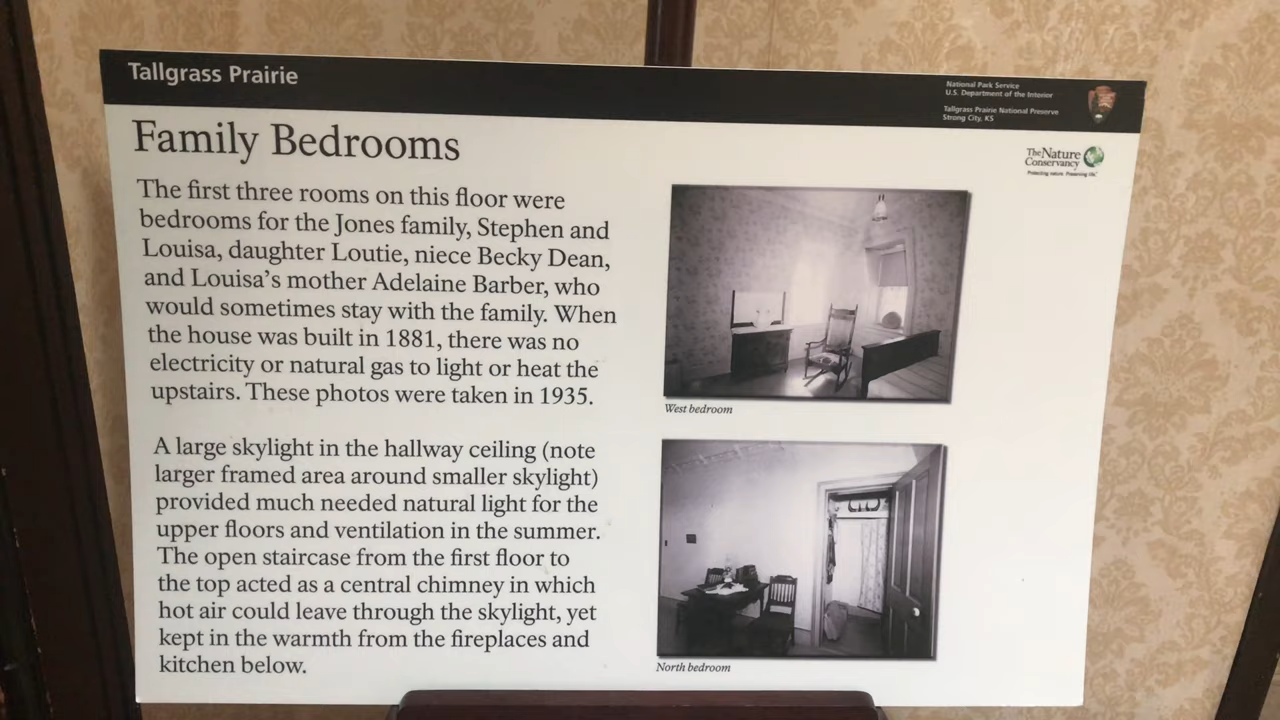 Tallgrass Prairie
National Park Service
U.S. Department of the Interior
Tallgrass Prairie National Preserve
Strong City, KS
Family Bedrooms
The Nature
Conservancy
Protecting nature. Preserving life.
The first three rooms on this floor were
bedrooms for the Jones family, Stephen and
Louisa, daughter Loutie, niece Becky Dean,
and Louisa's mother Adelaine Barber, who
would sometimes stay with the family. When
the house was built in 1881, there was no
electricity or natural gas to light or heat the
upstairs. These photos were taken in 1935.
A large skylight in the hallway ceiling (note
larger framed area around smaller skylight)
provided much needed natural light for the
upper floors and ventilation in the summer.
The open staircase from the first floor to
the top acted as a central chimney in which
hot air could leave through the skylight, yet
kept in the warmth from the fireplaces and
kitchen below.
West bedroom
North bedroom